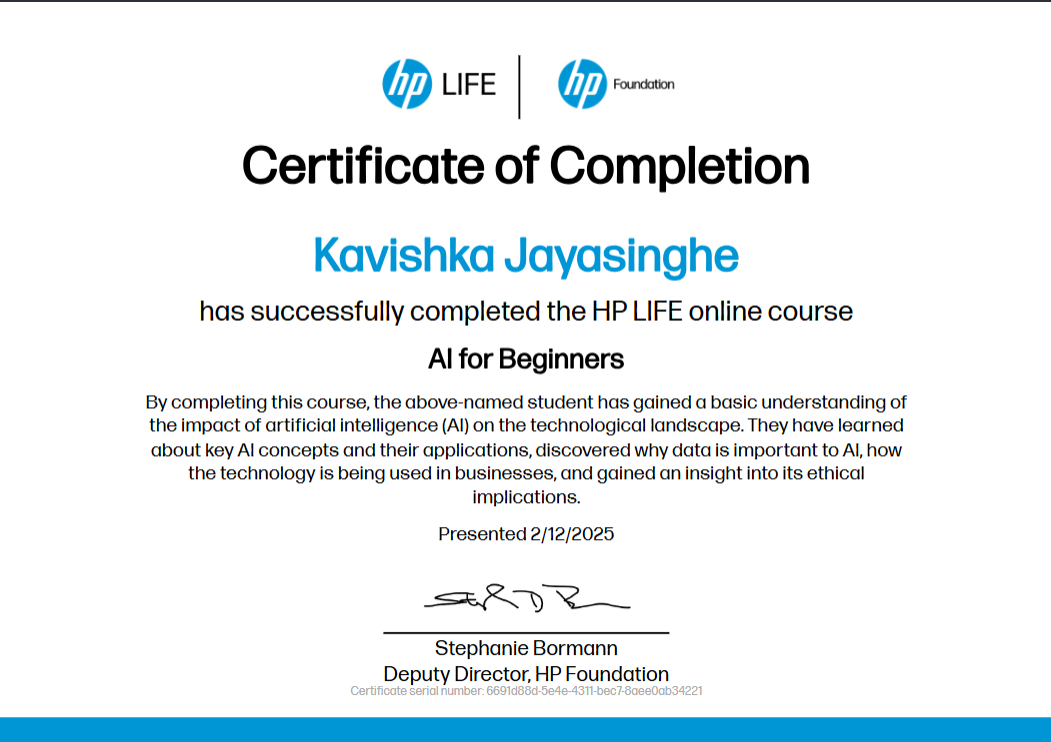 hp LIFE hp Foundation
Certificate of Completion
Kavishka Jayasinghe
has successfully completed the HP LIFE online course
AI for Beginners
By completing this course, the above-named student has gained a basic understanding of
the impact of artificial intelligence (AI) on the technological landscape. They have learned
about key AI concepts and their applications, discovered why data is important to AI, how
the technology is being used in businesses, and gained an insight into its ethical
implications.
Presented 2/12/2025
Stephanie Bormann
Deputy Director, HP Foundation
Certificate serial number: 6691d88d-5e4e-4311-bec7-8aee0ab34221